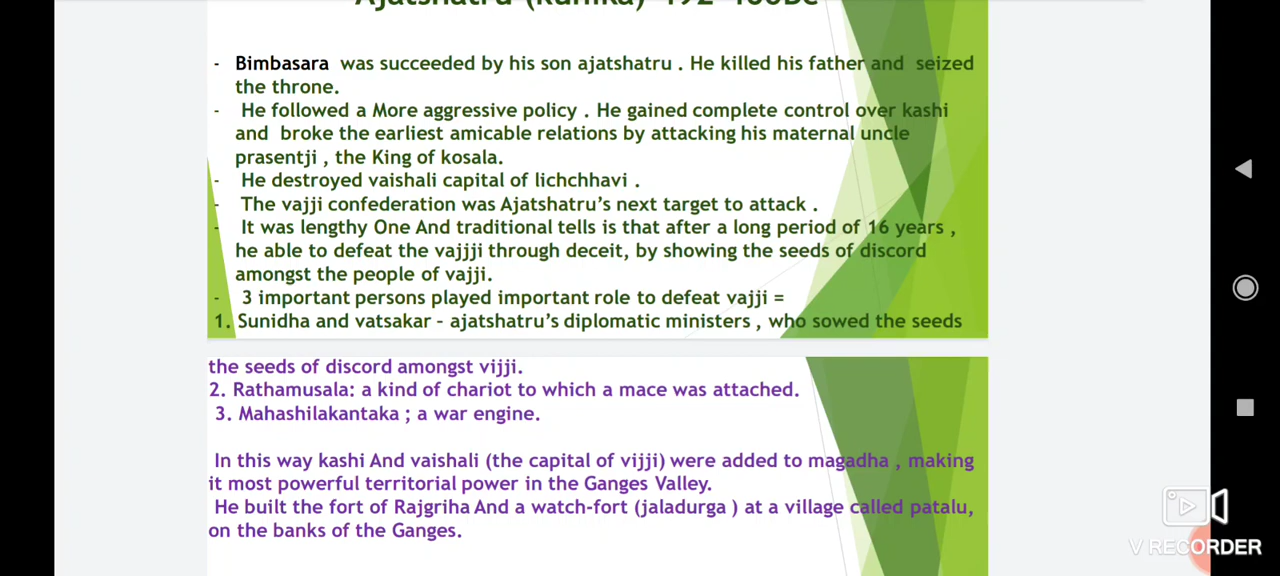 Ajatshatru (Kunika) 492-460BC
- Bimbasara was succeeded by his son ajatshatru . He killed his father and seized
the throne.
- He followed a More aggressive policy . He gained complete control over kashi
and broke the earliest amicable relations by attacking his maternal uncle
prasentji , the King of kosala.
- He destroyed vaishali capital of lichchhavi .
- The vajji confederation was Ajatshatru's next target to attack .
- It was lengthy One And traditional tells is that after a long period of 16 years ,
he able to defeat the vajjji through deceit, by showing the seeds of discord
amongst the people of vajji.
- 3 important persons played important role to defeat vajji =
1. Sunidha and vatsakar – ajatshatru's diplomatic ministers , who sowed the seeds
the seeds of discord amongst vijji.
2. Rathamusala: a kind of chariot to which a mace was attached.
3. Mahashilakantaka ; a war engine.
In this way kashi And vaishali (the capital of vijji) were added to magadha , making
it most powerful territorial power in the Ganges Valley.
He built the fort of Rajgriha And a watch-fort (jaladurga ) at a village called patalu,
on the banks of the Ganges.
V RECORDER